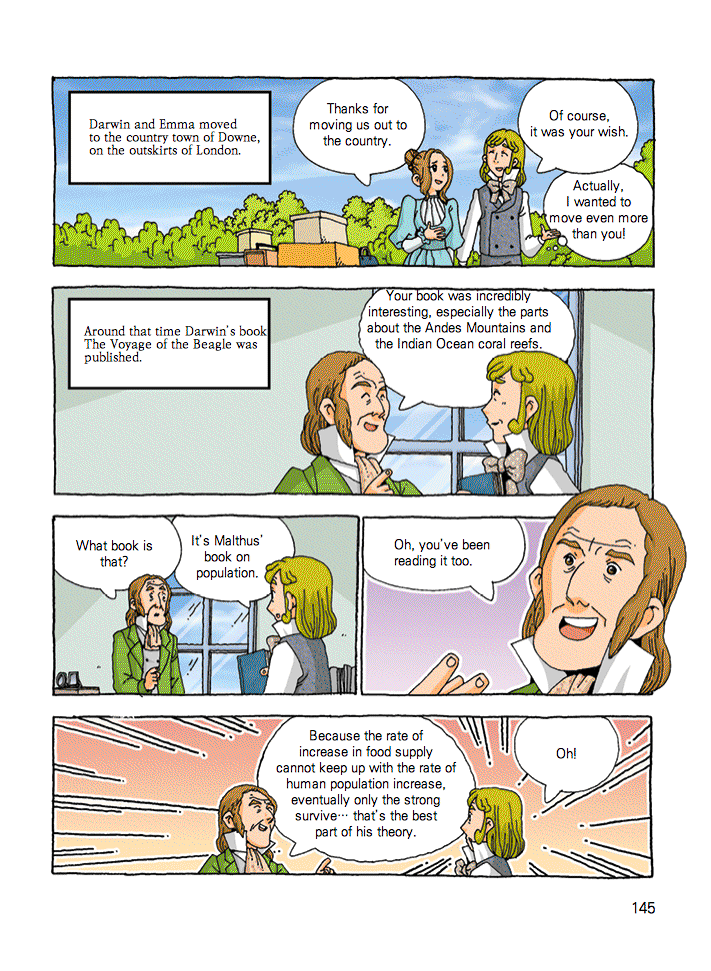 Darwin and Emma moved
to the country town of Downe,
on the outskirts of London.
Thanks for
moving us out to
the country.
Of course,
it was your wish.
Actually,
I wanted to
move even more
than you!
Around that time Darwin's book
The Voyage of the Beagle was
published.
Your book was incredibly
interesting, especially the parts
about the Andes Mountains and
the Indian Ocean coral reefs.
What book is
that?
It's Malthus'
book on
population.
Oh, you've been
reading it too.
Because the rate of
increase in food supply
cannot keep up with the rate of
human population increase,
eventually only the strong
survive… that's the best
part of his theory.
Oh!
145